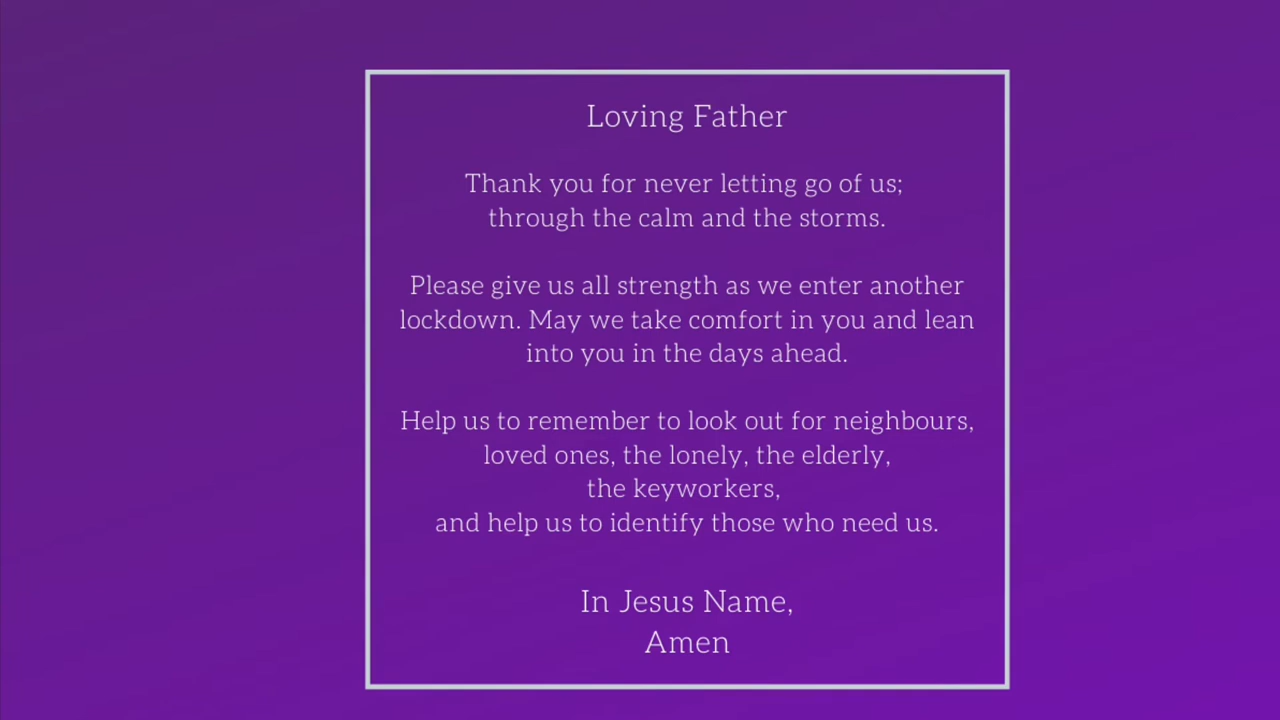 Loving Father
Thank you for never letting go of us;
through the calm and the storms.
Please give us all strength as we enter another
lockdown. May we take comfort in you and lean
into you in the days ahead.
Help us to remember to look out for neighbours,
loved ones, the lonely, the elderly,
the keyworkers,
and help us to identify those who need us.
In Jesus Name,
Amen